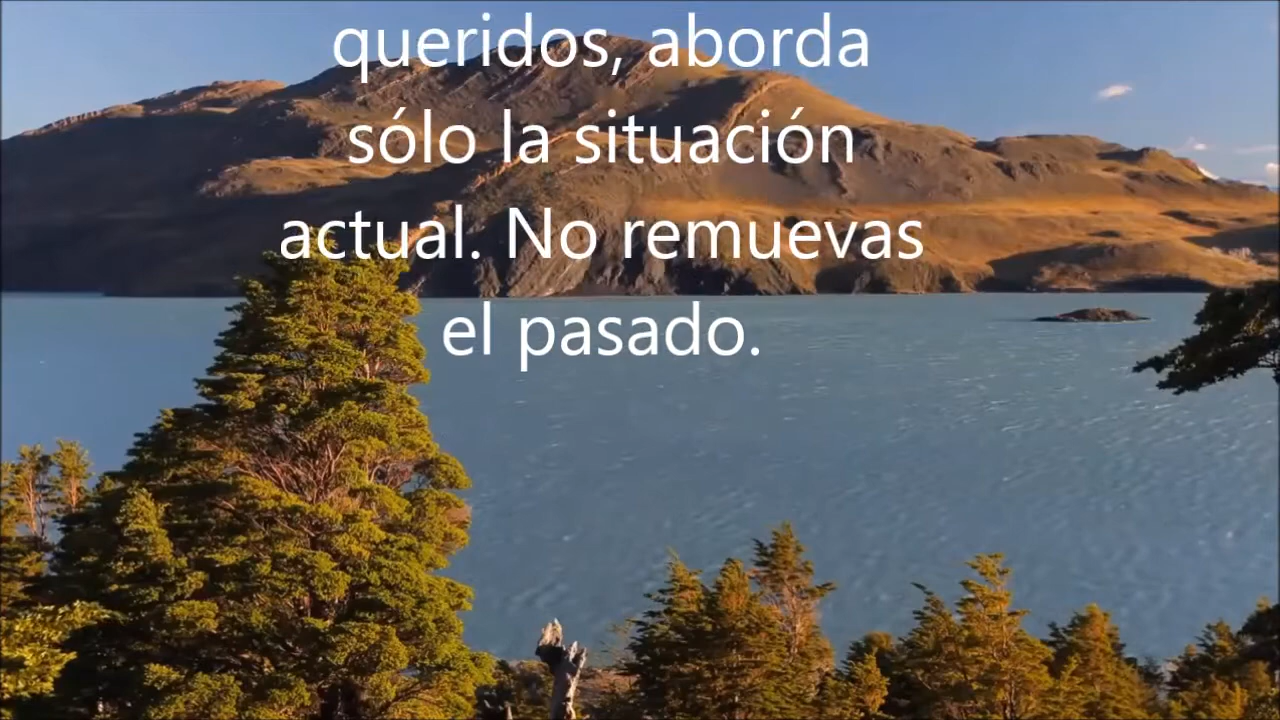 queridos, aborda
sólo la situación
actual. No remuevas
el pasado.